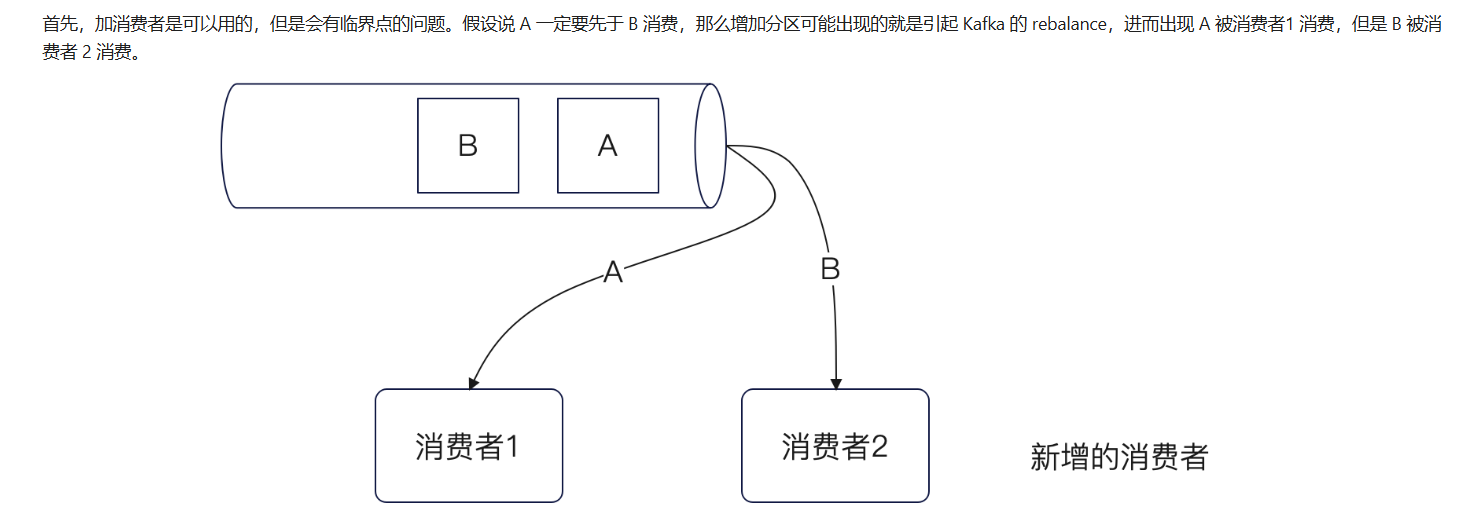 首先，加消费者是可以用的，但是会有临界点的问题。假设说 A 一定要先于 B 消费，那么增加分区可能出现的就是引起 Kafka 的 rebalance，进而出现 A 被消费者1 消费，但是 B 被消
费者 2 消费。
B
A
A
B
消费者1
消费者2
新增的消费者